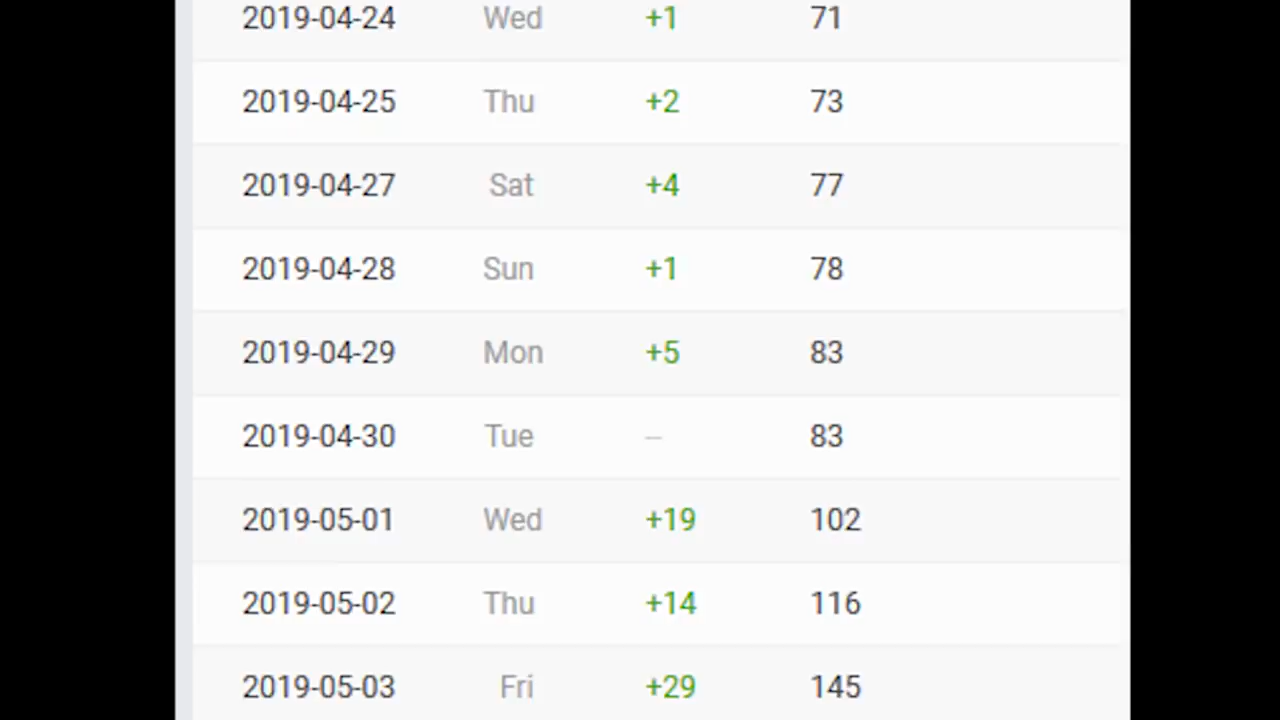 2019-04-24 Wed +1 71
2019-04-25 Thu +2 73
2019-04-27 Sat +4 77
2019-04-28 Sun +1 78
2019-04-29 Mon +5 83
2019-04-30 Tue – 83
2019-05-01 Wed +19 102
2019-05-02 Thu +14 116
2019-05-03 Fri +29 145